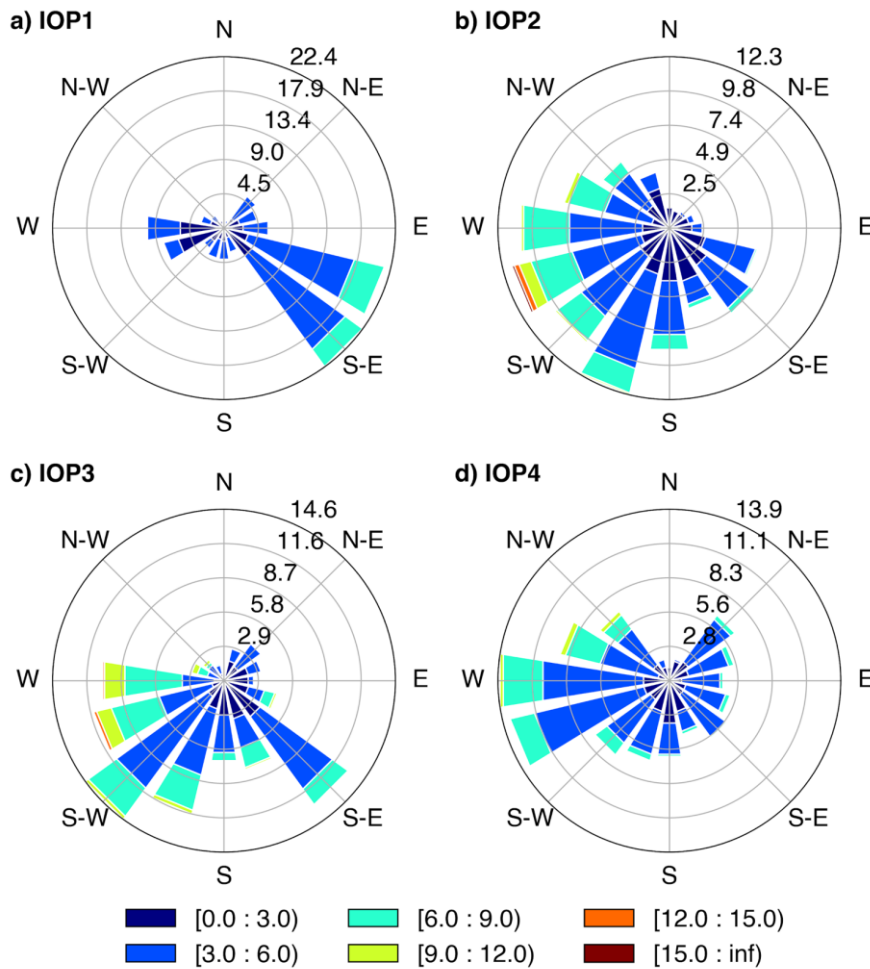 a) IOP1
N
22.4
17.9
13.4
9.0
4.5
N-W
N-E
W
E
S-W
S-E
S
b) IOP2
N
12.3
9.8
7.4
4.9
2.5
N-W
N-E
W
E
S-W
S-E
S
c) IOP3
N
14.6
11.6
8.7
5.8
2.9
N-W
N-E
W
E
S-W
S-E
S
d) IOP4
N
13.9
11.1
8.3
5.6
2.8
N-W
N-E
W
E
S-W
S-E
S
[0.0 : 3.0)
[6.0 : 9.0)
[12.0 : 15.0)
[3.0 : 6.0)
[9.0 : 12.0)
[15.0 : inf)